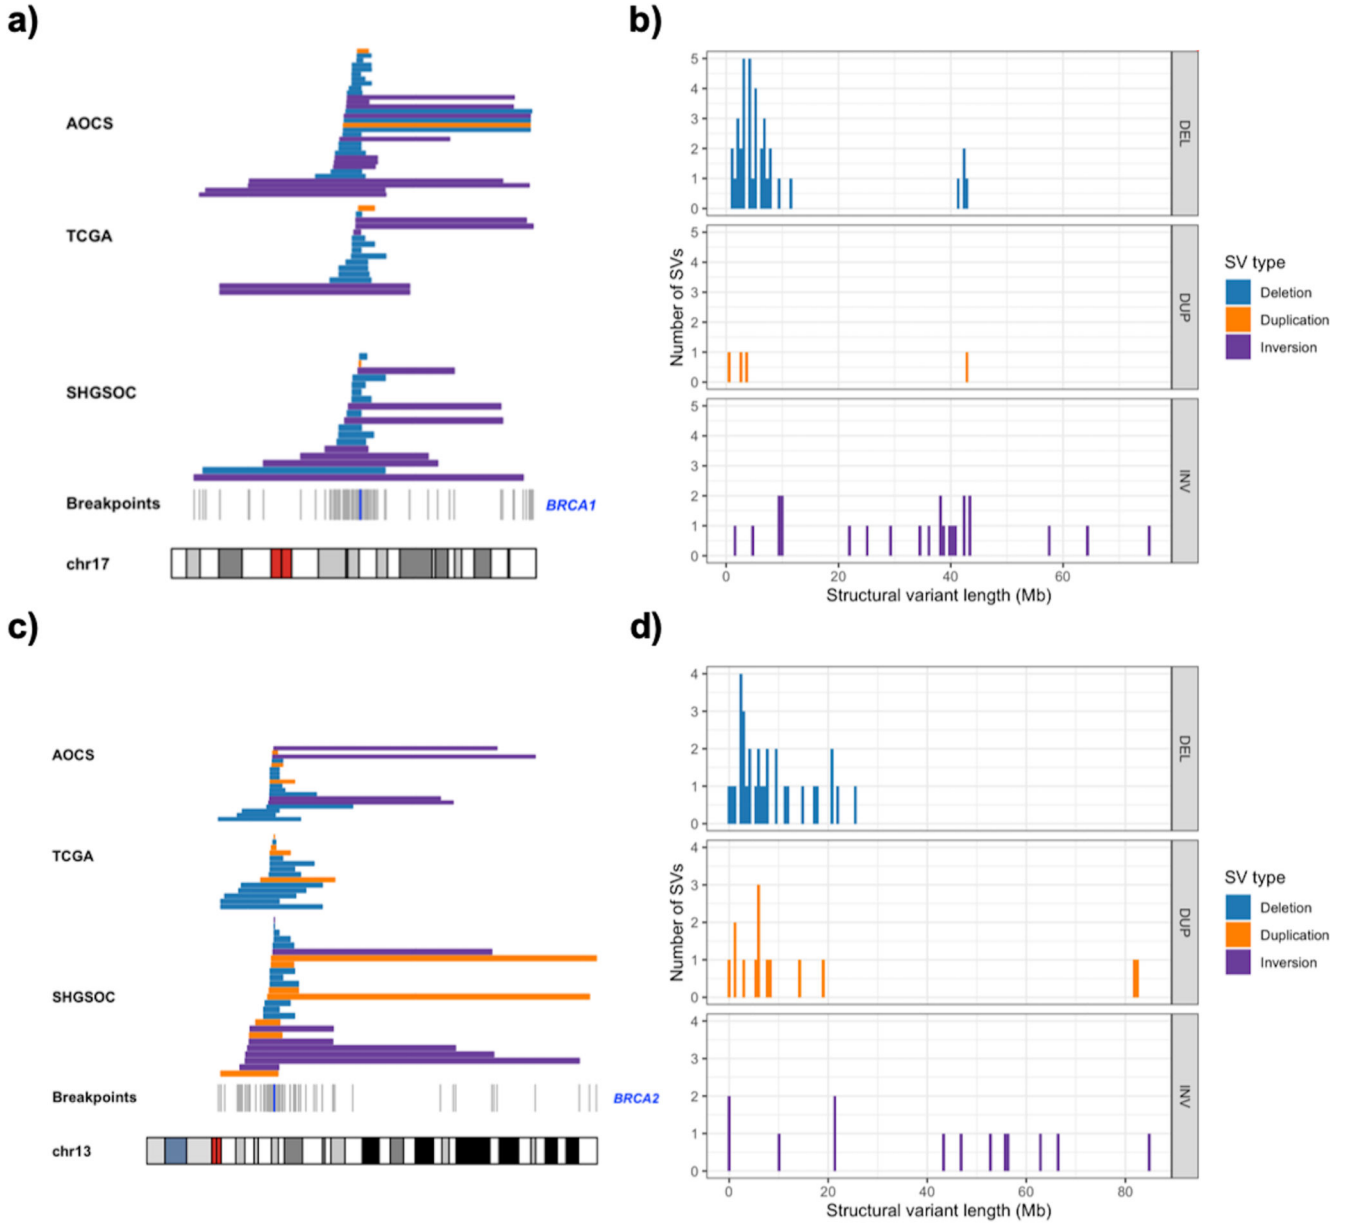 a)
AOCS
TCGA
SHGSOC
Breakpoints
BRCA1
chr17
b)
Number of SVs
5
4
3
2
1
0
DEL
5
4
3
2
1
0
DUP
5
4
3
2
1
0
INV
0 20 40 60
Structural variant length (Mb)
SV type
Deletion
Duplication
Inversion
c)
AOCS
TCGA
SHGSOC
Breakpoints
BRCA2
chr13
d)
Number of SVs
4
3
2
1
0
DEL
4
3
2
1
0
DUP
4
3
2
1
0
INV
0 20 40 60 80
Structural variant length (Mb)
SV type
Deletion
Duplication
Inversion